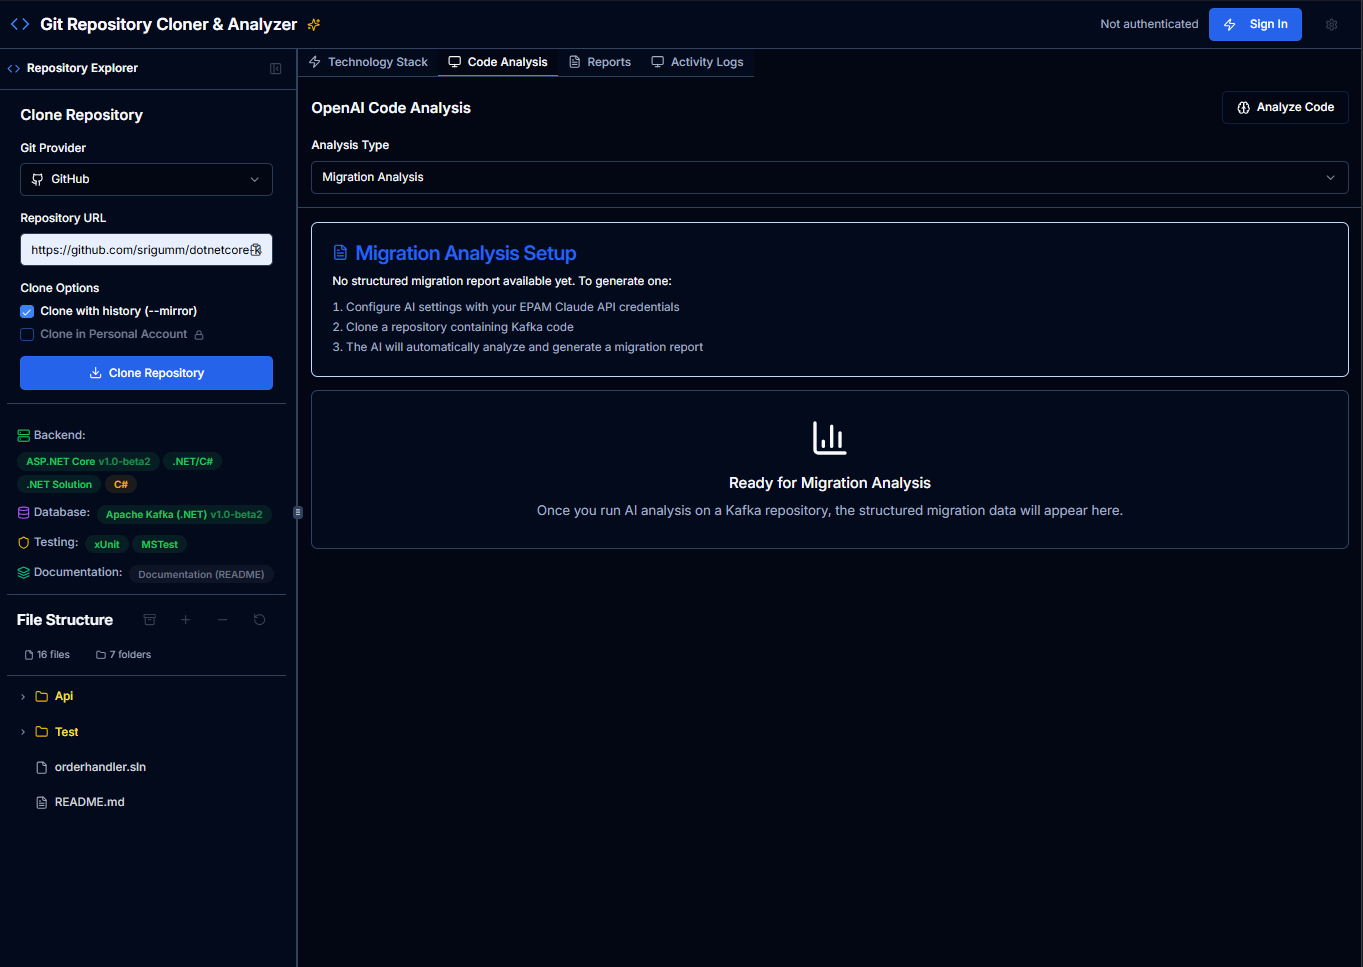 Git Repository Cloner & Analyzer
Not authenticated
Sign In
Repository Explorer
Clone Repository
Git Provider
GitHub
Repository URL
https://github.com/srigumm/dotnetcore-k
Clone Options
Clone with history (--mirror)
Clone in Personal Account
Clone Repository
Backend:
ASP.NET Core v1.0-beta2
.NET/C#
.NET Solution
C#
Database:
Apache Kafka (.NET) v1.0-beta2
Testing:
xUnit
MSTest
Documentation:
Documentation (README)
File Structure
16 files
7 folders
Api
Test
orderhandler.sln
README.md
Technology Stack
Code Analysis
Reports
Activity Logs
OpenAI Code Analysis
Analyze Code
Analysis Type
Migration Analysis
Migration Analysis Setup
No structured migration report available yet. To generate one:
1. Configure AI settings with your EPAM Claude API credentials
2. Clone a repository containing Kafka code
3. The AI will automatically analyze and generate a migration report
Ready for Migration Analysis
Once you run AI analysis on a Kafka repository, the structured migration data will appear here.